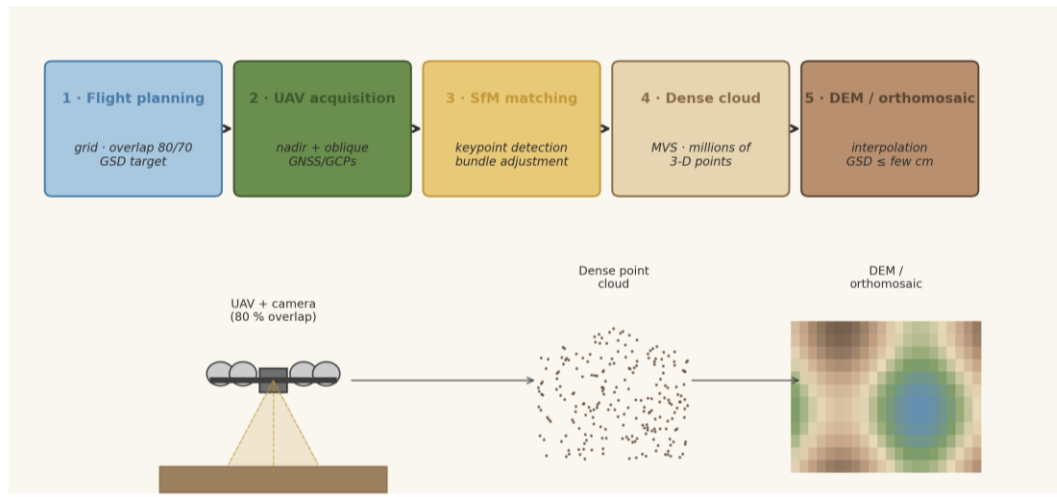 1 · Flight planning
grid · overlap 80/70
GSD target
2 · UAV acquisition
nadir + oblique
GNSS/GCPs
3 · SfM matching
keypoint detection
bundle adjustment
4 · Dense cloud
MVS · millions of
3-D points
5 · DEM / orthomosaic
interpolation
GSD ≤ few cm
UAV + camera
(80 % overlap)
Dense point
cloud
DEM /
orthomosaic